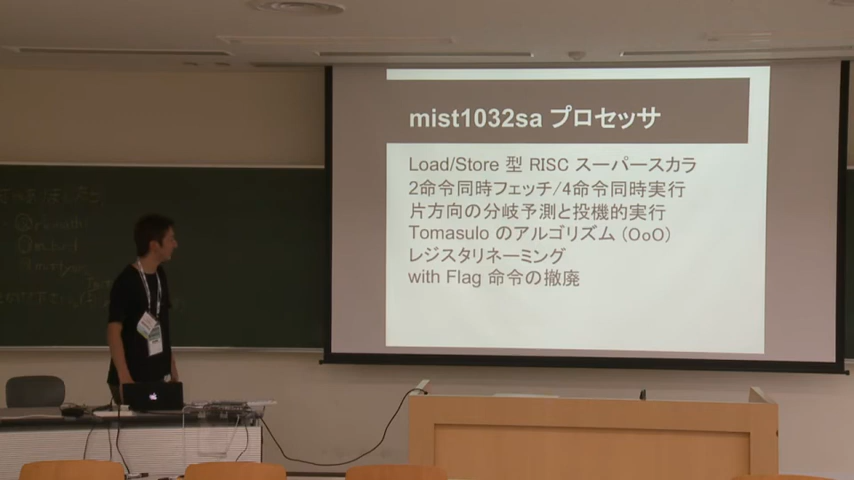 mist1032sa プロセッサ
Load/Store 型 RISC スーパースカラ
2命令同時フェッチ/4命令同時実行
片方向の分岐予測と投機的実行
Tomasulo のアルゴリズム (OoO)
レジスタリネーミング
with Flag 命令の撤廃